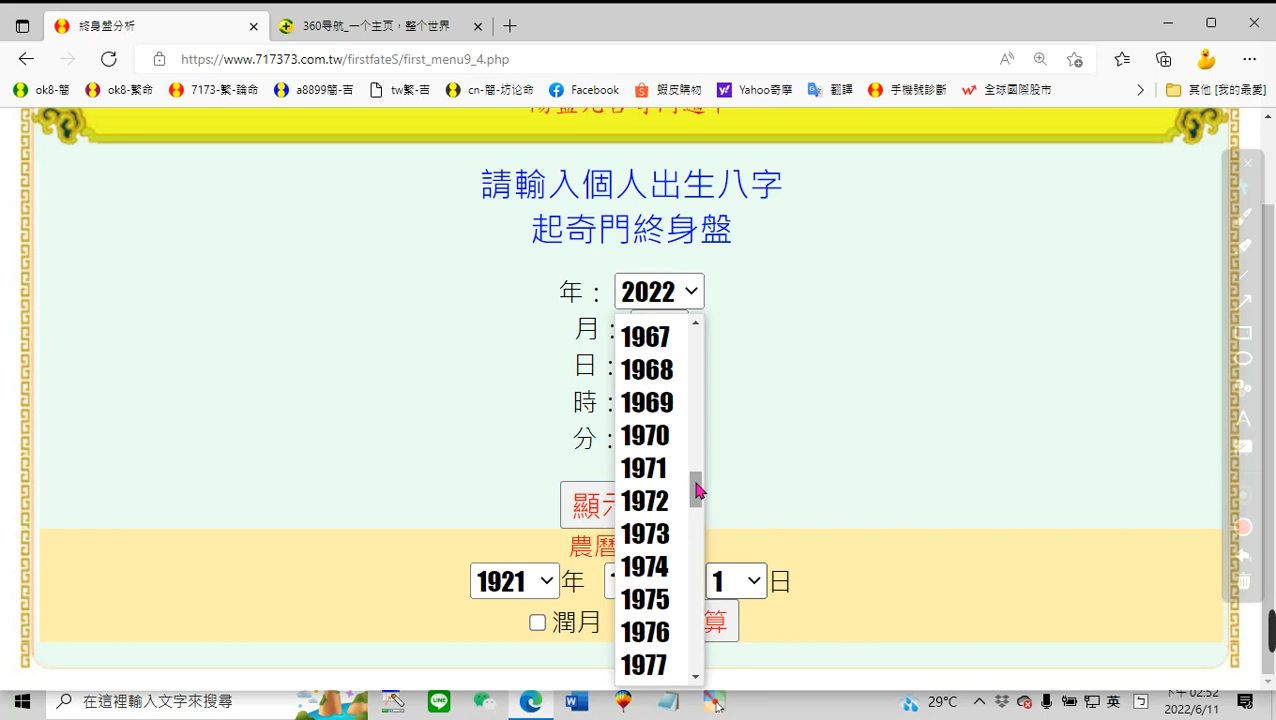 終身盤分析
360导航_一个主页，整个世界
https://www.717373.com.tw/firstfateS/first_menu9_4.php
ok8-簡
ok8-繁命
7173-繁-論命
a8899簡-吉
tw繁-吉
cn-簡-坊论命
Facebook
蝦皮購物
Yahoo奇摩
翻譯
手機號診斷
全球國際股市
其他 [我的最愛]
請輸入個人出生八字
起奇門終身盤
年： 2022
月：
日：
時：
分：
1967
1968
1969
1970
1971
1972
1973
1974
1975
1976
1977
顯示
農曆
1921 年 1 日
潤月 算
在這裡輸入文字來搜尋
29°C
英
下午 02:52
2022/6/11